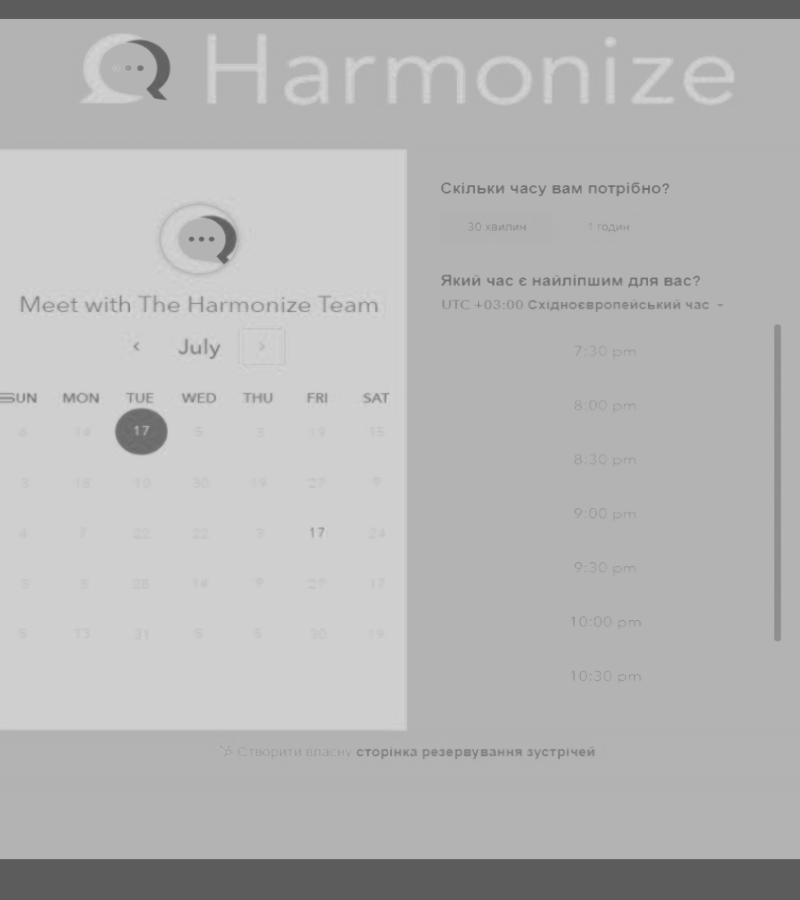 Harmonize
Meet with The Harmonize Team
‹ July ›
SUN MON TUE WED THU FRI SAT
6 14 17 5 3 19 15
3 18 10 30 19 27 9
4 7 22 22 3 17 24
3 5 28 14 9 27 17
5 13 31 5 5 30 19
Скільки часу вам потрібно?
30 хвилин 1 годин
Який час є найліпшим для вас?
UTC +03:00 Східноєвропейський час
7:30 pm
8:00 pm
8:30 pm
9:00 pm
9:30 pm
10:00 pm
10:30 pm
Створити власну сторінка резервування зустрічей